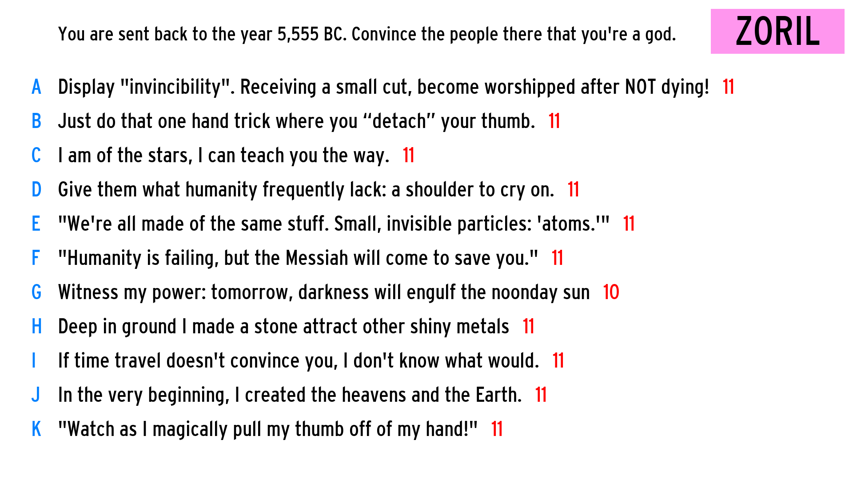 You are sent back to the year 5,555 BC. Convince the people there that you're a god.
ZORIL
A Display "invincibility". Receiving a small cut, become worshipped after NOT dying! 11
B Just do that one hand trick where you “detach” your thumb. 11
C I am of the stars, I can teach you the way. 11
D Give them what humanity frequently lack: a shoulder to cry on. 11
E "We're all made of the same stuff. Small, invisible particles: 'atoms.'" 11
F "Humanity is failing, but the Messiah will come to save you." 11
G Witness my power: tomorrow, darkness will engulf the noonday sun 10
H Deep in ground I made a stone attract other shiny metals 11
I If time travel doesn't convince you, I don't know what would. 11
J In the very beginning, I created the heavens and the Earth. 11
K "Watch as I magically pull my thumb off of my hand!" 11